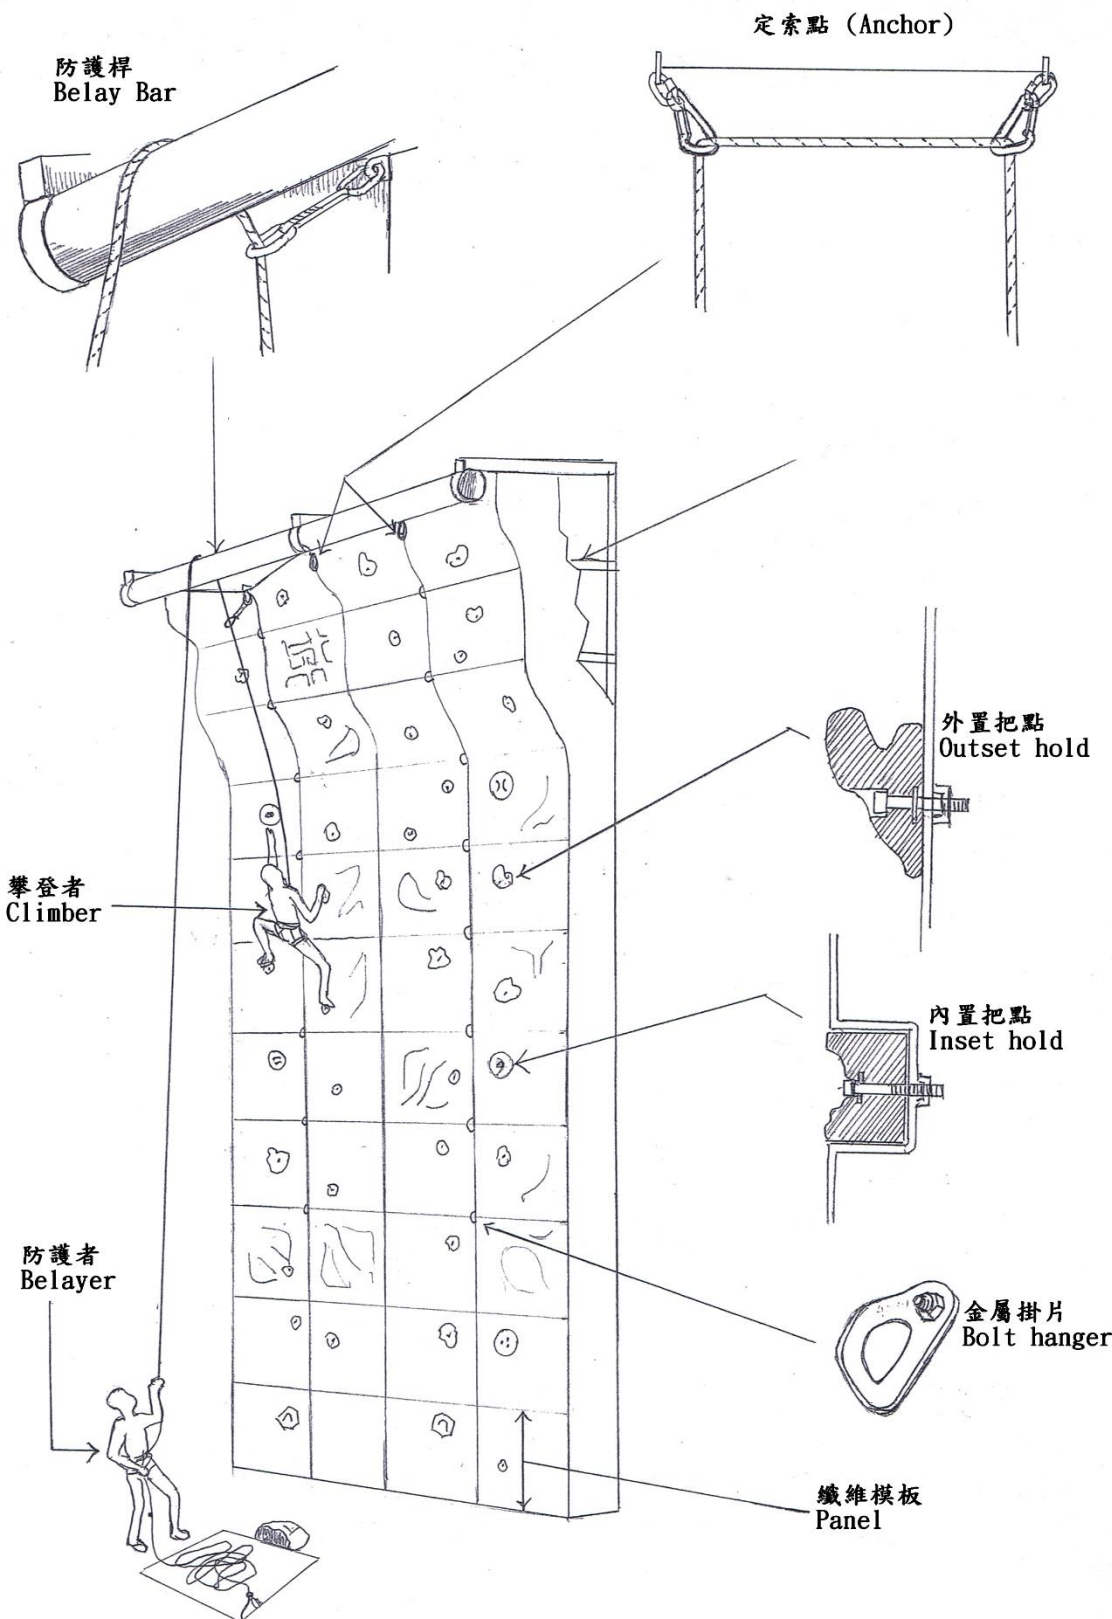 定索點 (Anchor)
防護桿
Belay Bar
外置把點
Outset hold
攀登者
Climber
內置把點
Inset hold
防護者
Belayer
金屬掛片
Bolt hanger
纖維模板
Panel